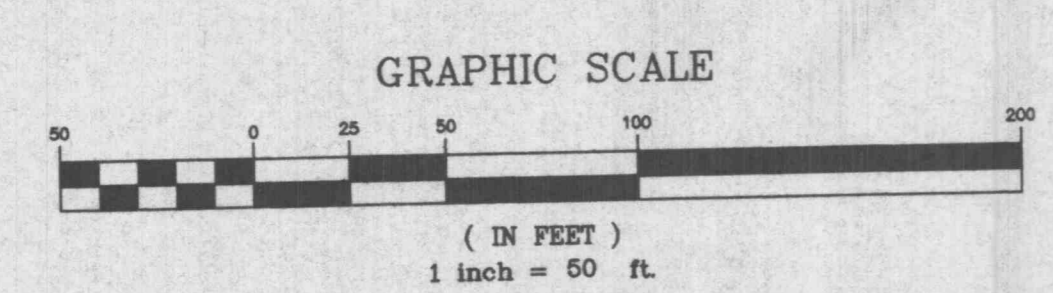 GRAPHIC SCALE
50 0 25 50 100 200
( IN FEET )
1 inch = 50 ft.